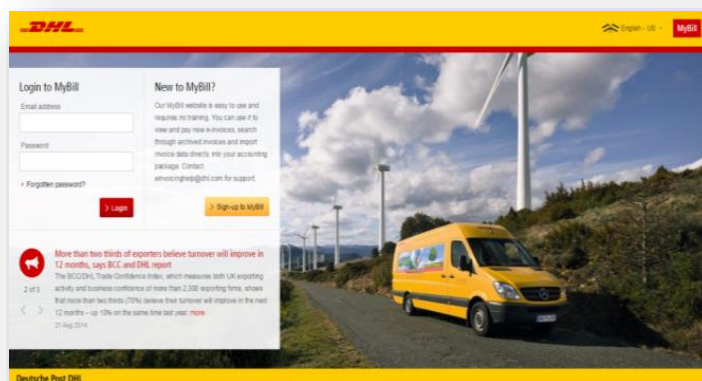 DHL
English - US
MyBill
Login to MyBill
Email address
Password
> Forgotten password?
> Login
New to MyBill?
Our MyBill website is easy to use and
requires no training. You can use it to
view and pay new e-invoices, search
through archived invoices and import
invoice data directly into your accounting
package. Contact
einvoicinghelp@dhl.com for support.
> Sign-up to MyBill
More than two thirds of exporters believe turnover will improve in
12 months, says BCC and DHL report
The BCC/DHL Trade Confidence Index, which measures both UK exporting
activity and business confidence of more than 2,300 exporting firms, shows
that more than two thirds (70%) believe their turnover will improve in the next
12 months – up 10% on the same time last year. more
21 Aug 2014
2 of 3
Deutsche Post DHL